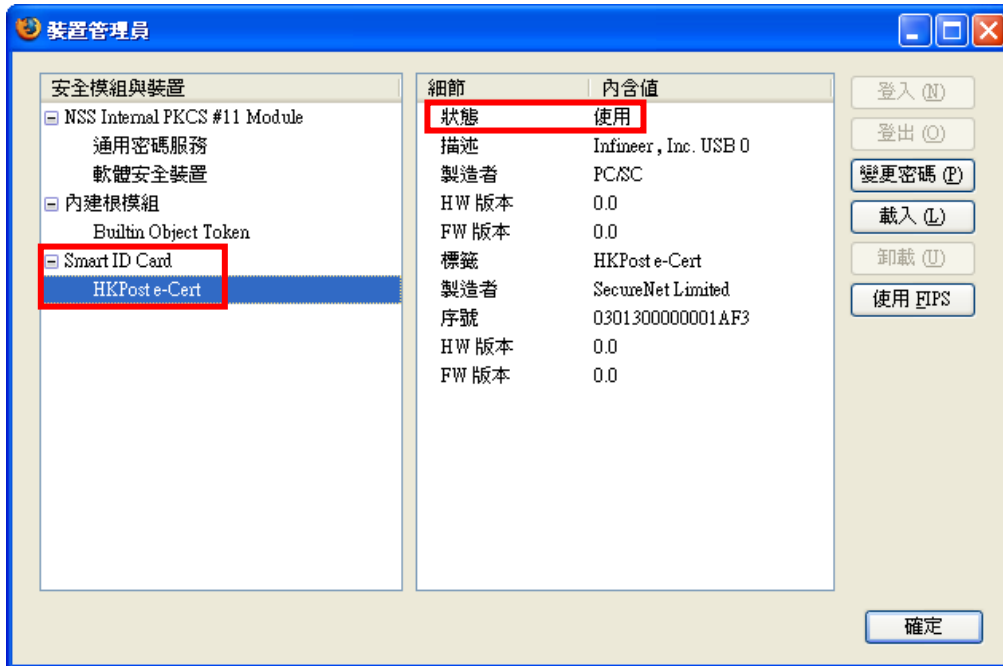 裝置管理員
安全模組與裝置
NSS Internal PKCS #11 Module
通用密碼服務
軟體安全裝置
內建根模組
Builtin Object Token
Smart ID Card
HKPost e-Cert
細節 內含值
狀態 使用
描述 Infineer , Inc. USB 0
製造者 PC/SC
HW 版本 0.0
FW 版本 0.0
標籤 HKPost e-Cert
製造者 SecureNet Limited
序號 0301300000001AF3
HW 版本 0.0
FW 版本 0.0
登入 (N)
登出 (O)
變更密碼 (P)
載入 (L)
卸載 (U)
使用 FIPS
確定